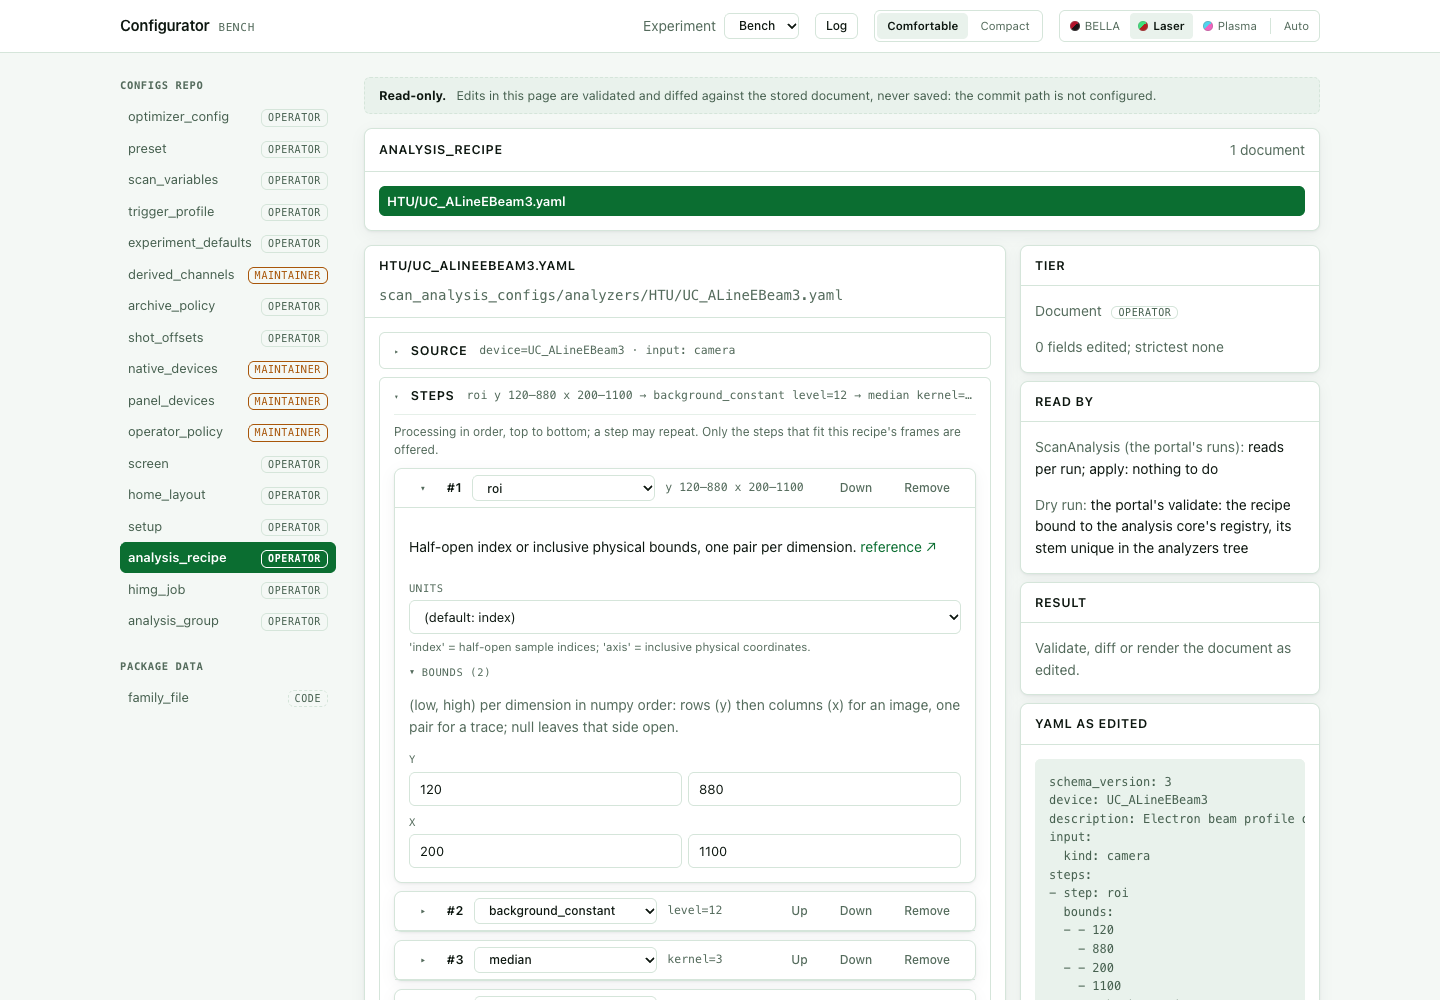 Configurator BENCH
Experiment Bench Log Comfortable Compact BELLA Laser Plasma Auto
CONFIGS REPO
optimizer_config OPERATOR
preset OPERATOR
scan_variables OPERATOR
trigger_profile OPERATOR
experiment_defaults OPERATOR
derived_channels MAINTAINER
archive_policy OPERATOR
shot_offsets OPERATOR
native_devices MAINTAINER
panel_devices MAINTAINER
operator_policy MAINTAINER
screen OPERATOR
home_layout OPERATOR
setup OPERATOR
analysis_recipe OPERATOR
himg_job OPERATOR
analysis_group OPERATOR
PACKAGE DATA
family_file CODE
Read-only. Edits in this page are validated and diffed against the stored document, never saved: the commit path is not configured.
ANALYSIS_RECIPE 1 document
HTU/UC_ALineEBeam3.yaml
HTU/UC_ALINEEBEAM3.YAML
scan_analysis_configs/analyzers/HTU/UC_ALineEBeam3.yaml
SOURCE device=UC_ALineEBeam3 · input: camera
STEPS roi y 120–880 x 200–1100 → background_constant level=12 → median kernel=…
Processing in order, top to bottom; a step may repeat. Only the steps that fit this recipe's frames are
offered.
#1 roi y 120–880 x 200–1100 Down Remove
Half-open index or inclusive physical bounds, one pair per dimension. reference ↗
UNITS
(default: index)
'index' = half-open sample indices; 'axis' = inclusive physical coordinates.
BOUNDS (2)
(low, high) per dimension in numpy order: rows (y) then columns (x) for an image, one
pair for a trace; null leaves that side open.
Y
120 880
X
200 1100
#2 background_constant level=12 Up Down Remove
#3 median kernel=3 Up Down Remove
TIER
Document OPERATOR
0 fields edited; strictest none
READ BY
ScanAnalysis (the portal's runs): reads
per run; apply: nothing to do
Dry run: the portal's validate: the recipe
bound to the analysis core's registry, its
stem unique in the analyzers tree
RESULT
Validate, diff or render the document as
edited.
YAML AS EDITED
schema_version: 3
device: UC_ALineEBeam3
description: Electron beam profile
input:
kind: camera
steps:
- step: roi
bounds:
- - 120
- 880
- - 200
- 1100